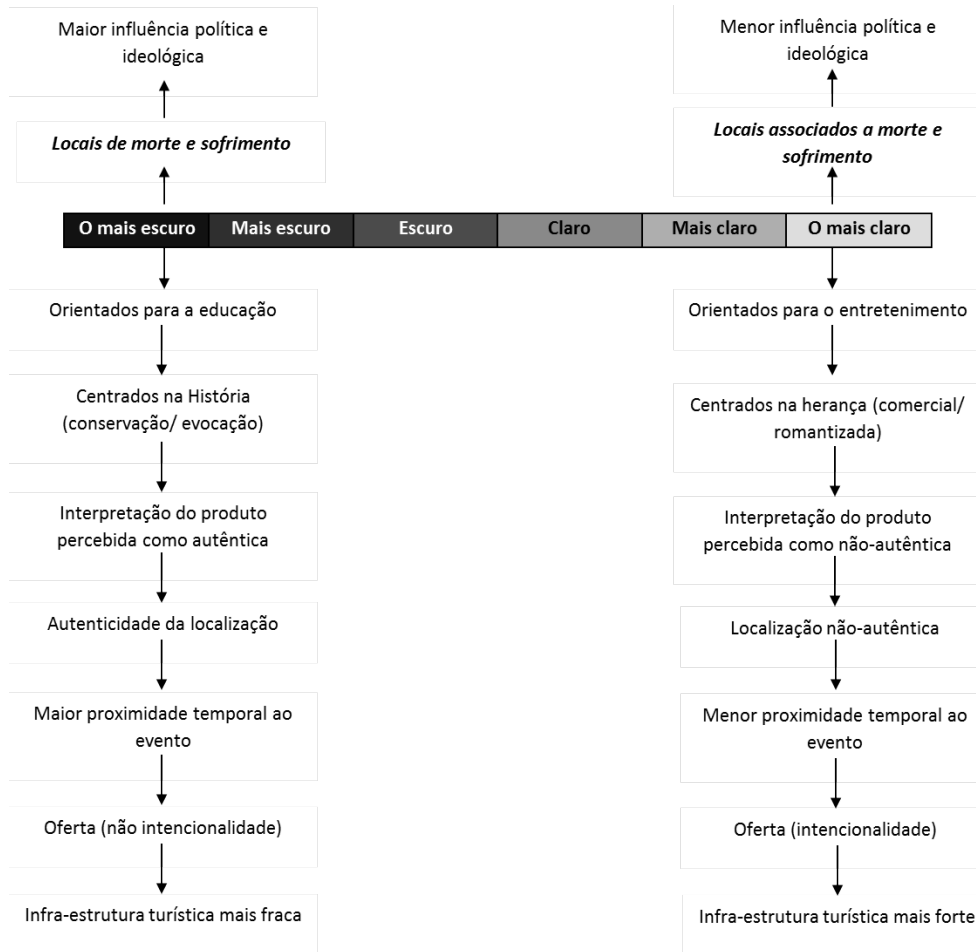 Maior influência política e
ideológica
Menor influência política e
ideológica
Locais de morte e sofrimento
Locais associados a morte e
sofrimento
O mais escuro
Mais escuro
Escuro
Claro
Mais claro
O mais claro
Orientados para a educação
Orientados para o entretenimento
Centrados na História
(conservação/ evocação)
Centrados na herança (comercial/
romantizada)
Interpretação do produto
percebida como autêntica
Interpretação do produto
percebida como não-autêntica
Autenticidade da localização
Localização não-autêntica
Maior proximidade temporal ao
evento
Menor proximidade temporal ao
evento
Oferta (não intencionalidade)
Oferta (intencionalidade)
Infra-estrutura turística mais fraca
Infra-estrutura turística mais forte